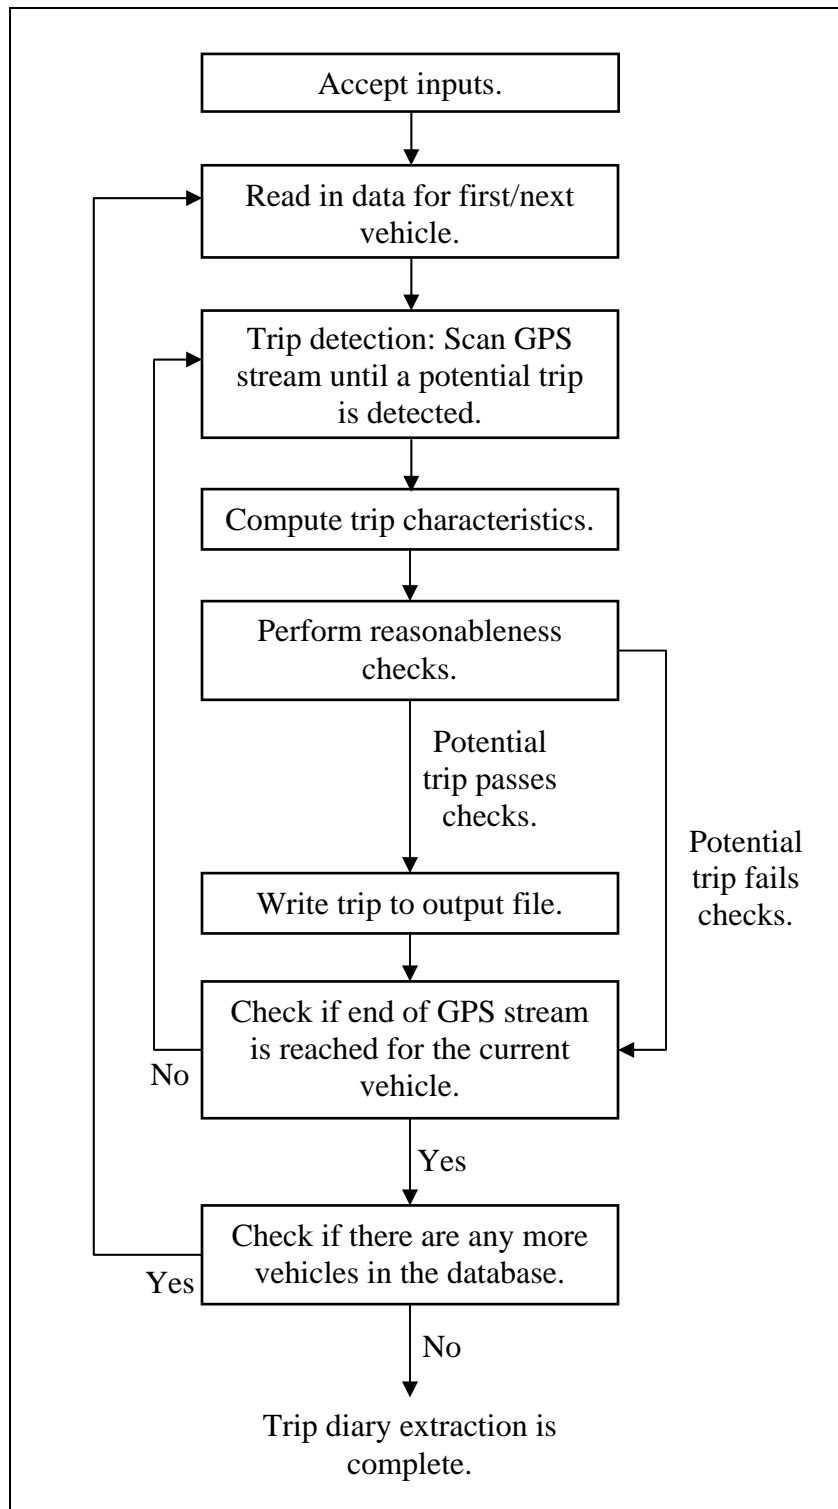 Accept inputs.
Read in data for first/next
vehicle.
Trip detection: Scan GPS
stream until a potential trip
is detected.
Compute trip characteristics.
Perform reasonableness
checks.
Potential
trip passes
checks.
Potential
trip fails
checks.
Write trip to output file.
Check if end of GPS stream
is reached for the current
vehicle.
No
Yes
Check if there are any more
vehicles in the database.
Yes
No
Trip diary extraction is
complete.